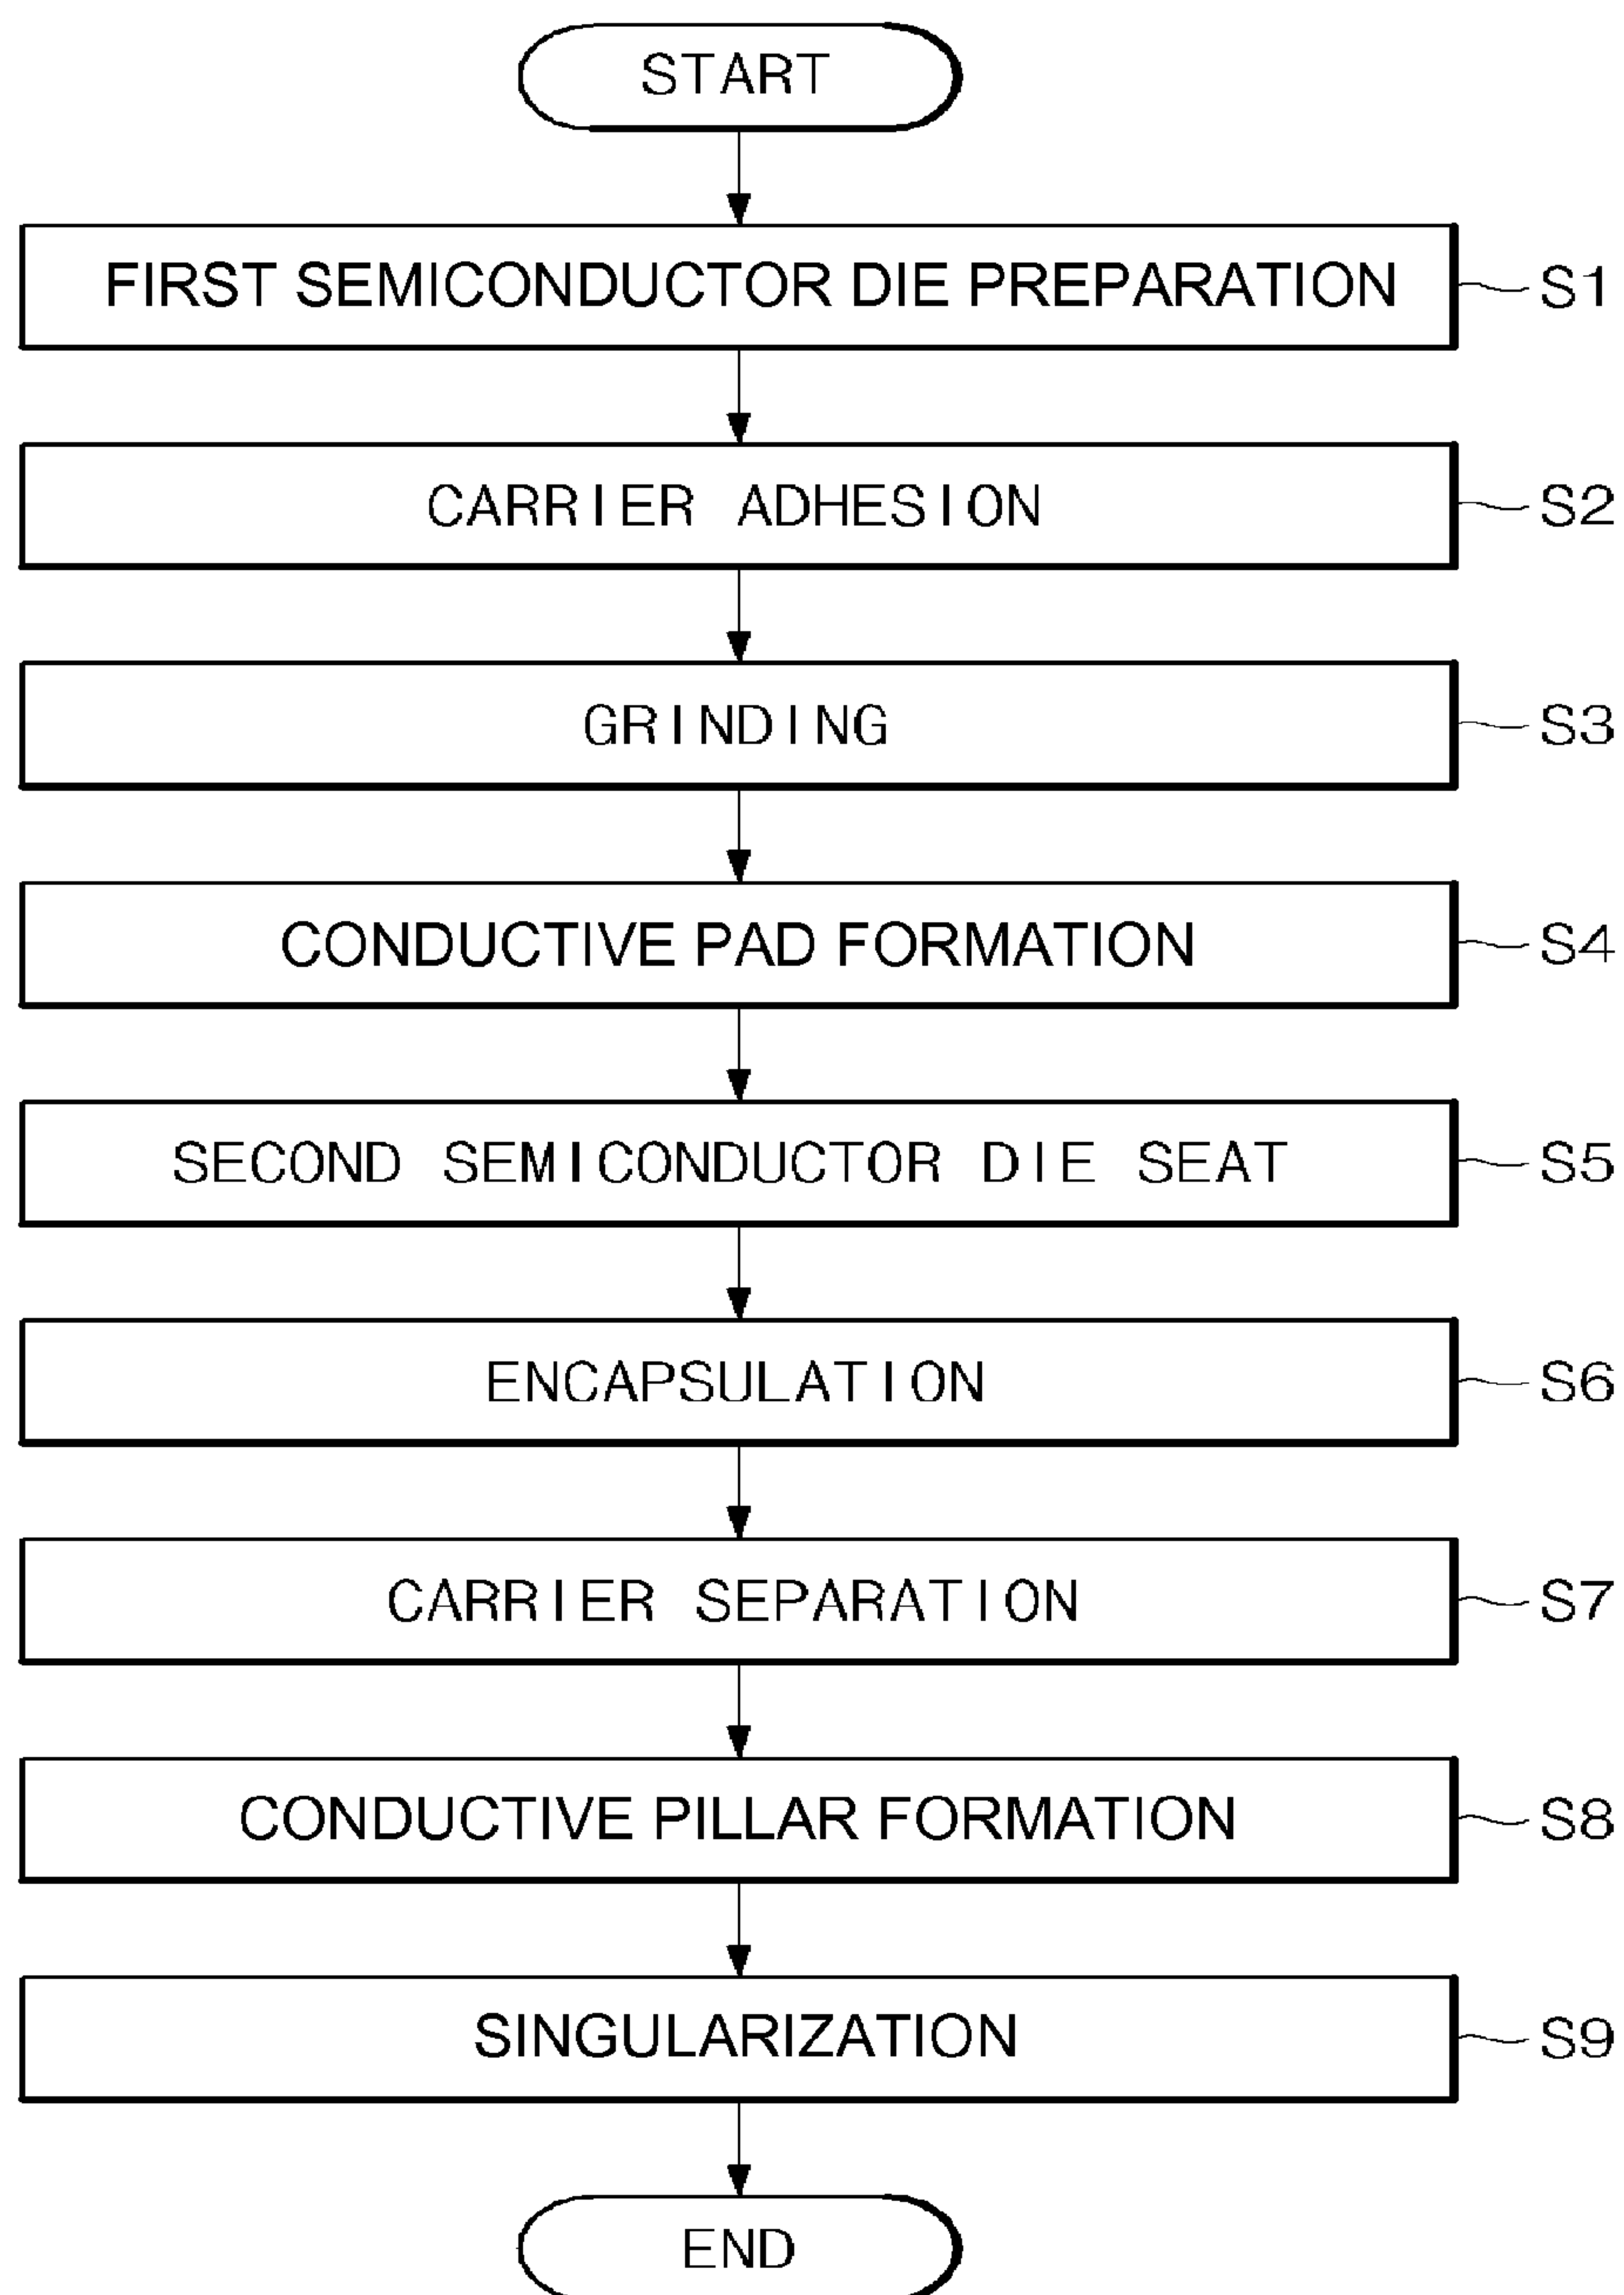 START
FIRST SEMICONDUCTOR DIE PREPARATION S1
CARRIER ADHESION S2
GRINDING S3
CONDUCTIVE PAD FORMATION S4
SECOND SEMICONDUCTOR DIE SEAT S5
ENCAPSULATION S6
CARRIER SEPARATION S7
CONDUCTIVE PILLAR FORMATION S8
SINGULARIZATION S9
END